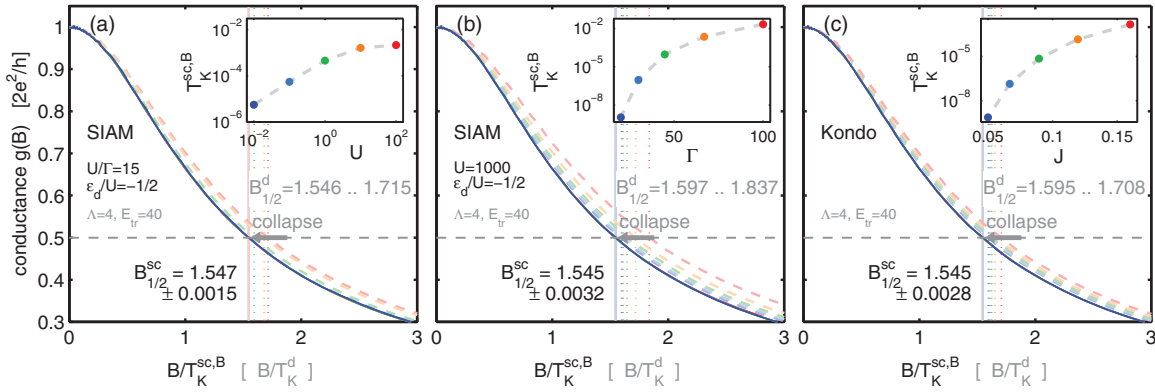 conductance g(B) [2e²/h]
1
0.9
0.8
0.7
0.6
0.5
0.4
0.3
(a)
SIAM
U/Γ=15
ε_d/U=−1/2
Λ=4, E_tr=40
T_K^{sc,B}
10⁻²
10⁻⁴
10⁻⁶
10⁻² 10⁰ 10²
U
B^d_{1/2}=1.546 .. 1.715
collapse
B^{sc}_{1/2} = 1.547
± 0.0015
0 1 2 3
B/T_K^{sc,B} [ B/T_K^d ]
(b)
SIAM
U=1000
ε_d/U=−1/2
Λ=4, E_tr=40
T_K^{sc,B}
10⁻²
10⁻⁵
10⁻⁸
50 100
Γ
B^d_{1/2}=1.597 .. 1.837
collapse
B^{sc}_{1/2} = 1.545
± 0.0032
0 1 2 3
B/T_K^{sc,B} [ B/T_K^d ]
(c)
Kondo
Λ=4, E_tr=40
T_K^{sc,B}
10⁻²
10⁻⁵
10⁻⁸
0.05 0.1 0.15
J
B^d_{1/2}=1.595 .. 1.708
collapse
B^{sc}_{1/2} = 1.545
± 0.0028
0 1 2 3
B/T_K^{sc,B} [ B/T_K^d ]